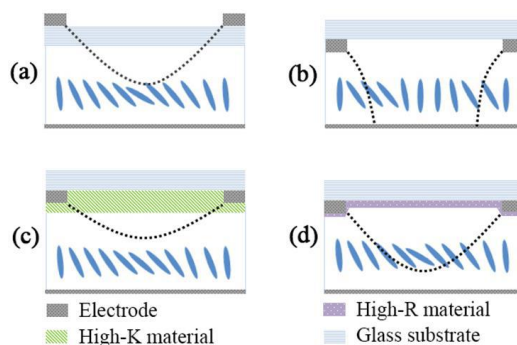 (a)
(b)
(c)
(d)
Electrode
High-R material
High-K material
Glass substrate